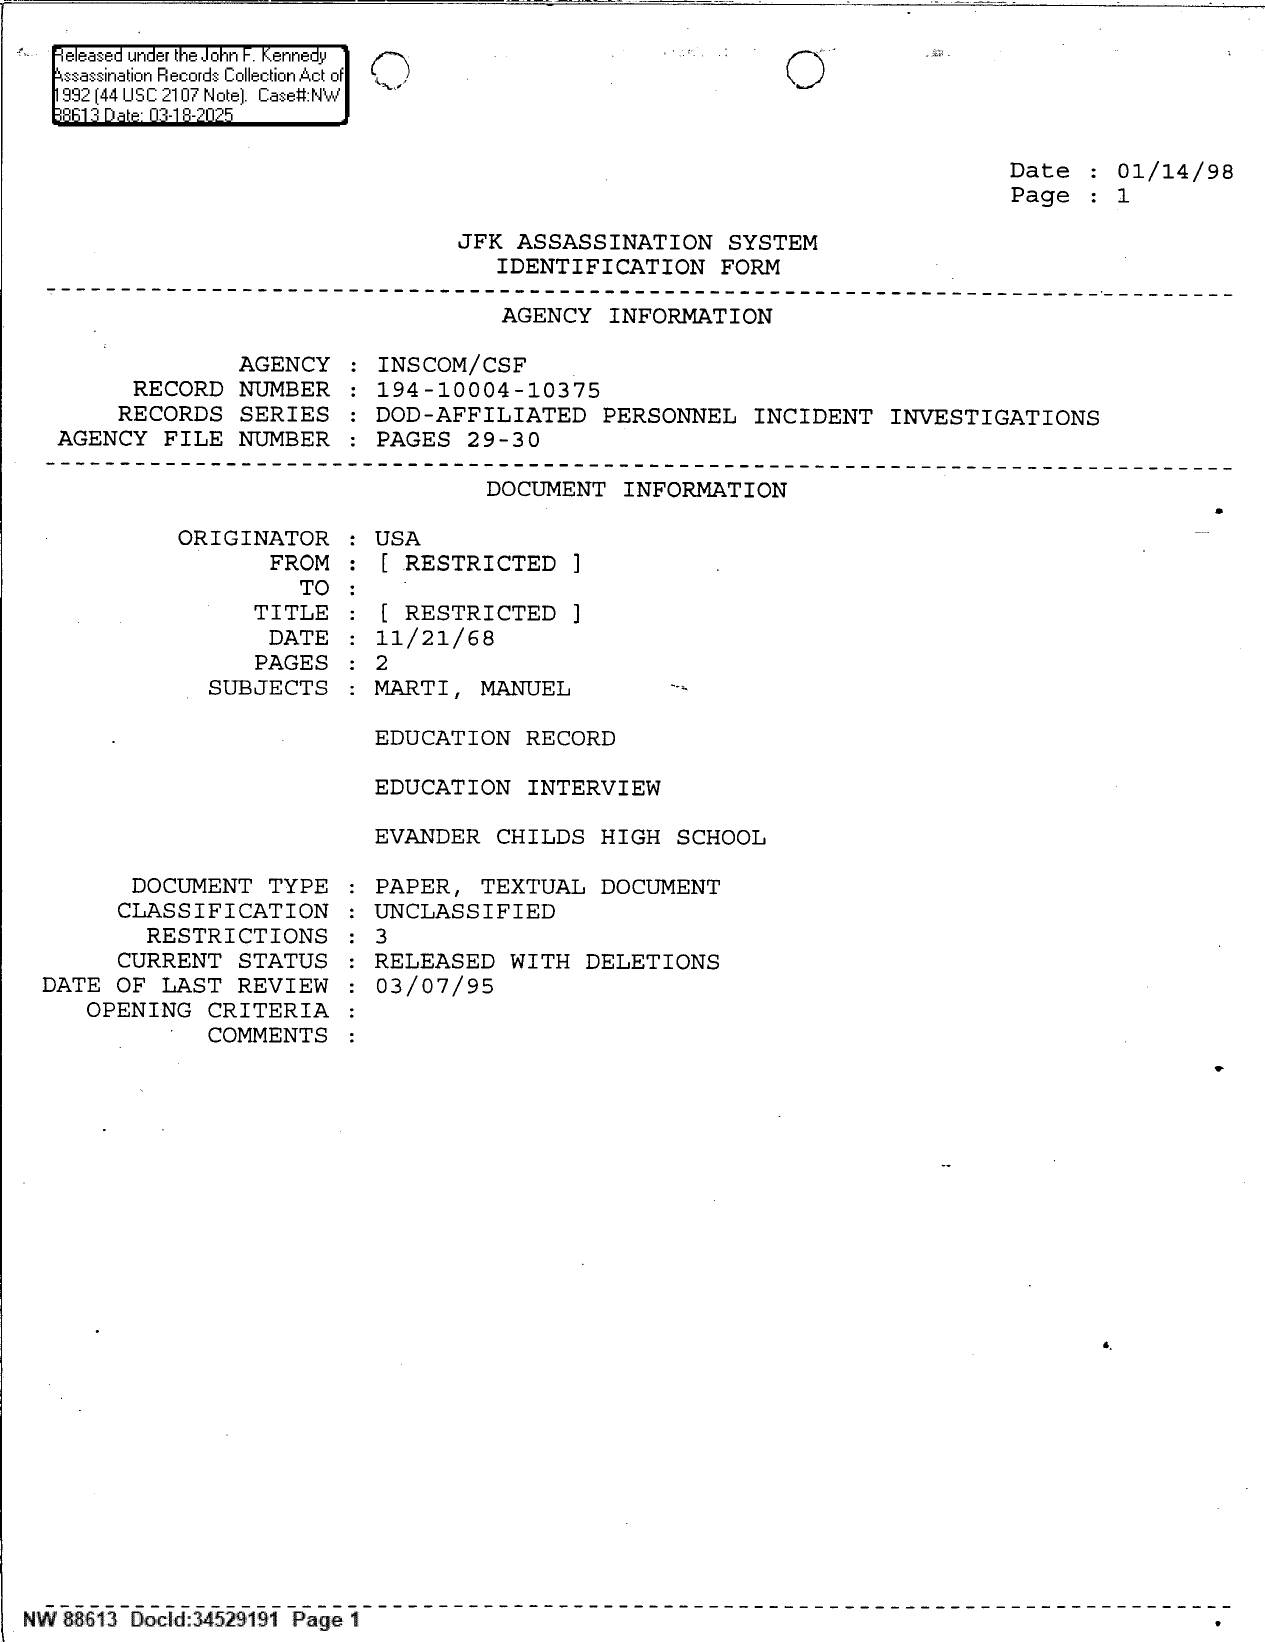 Released under the John F. Kennedy
Assassination Records Collection Act of
1992 (44 USC 2107 Note). Case#:NW
88613 Date: 03-18-2025
Date : 01/14/98
Page : 1
JFK ASSASSINATION SYSTEM
IDENTIFICATION FORM
AGENCY INFORMATION
AGENCY : INSCOM/CSF
RECORD NUMBER : 194-10004-10375
RECORDS SERIES : DOD-AFFILIATED PERSONNEL INCIDENT INVESTIGATIONS
AGENCY FILE NUMBER : PAGES 29-30
DOCUMENT INFORMATION
ORIGINATOR : USA
FROM : [ RESTRICTED ]
TO :
TITLE : [ RESTRICTED ]
DATE : 11/21/68
PAGES : 2
SUBJECTS : MARTI, MANUEL
EDUCATION RECORD
EDUCATION INTERVIEW
EVANDER CHILDS HIGH SCHOOL
DOCUMENT TYPE : PAPER, TEXTUAL DOCUMENT
CLASSIFICATION : UNCLASSIFIED
RESTRICTIONS : 3
CURRENT STATUS : RELEASED WITH DELETIONS
DATE OF LAST REVIEW : 03/07/95
OPENING CRITERIA :
COMMENTS :
NW 88613 DocId:34529191 Page 1